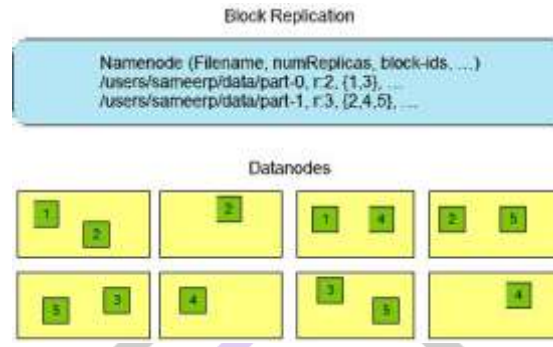 Block Replication
Namenode (Filename, numReplicas, block-ids, ...)
/users/sameerp/data/part-0, r:2, {1,3}, ...
/users/sameerp/data/part-1, r:3, {2,4,5}, ...
Datanodes
1 2 2 1 4 2 5
5 3 4 3 5 4